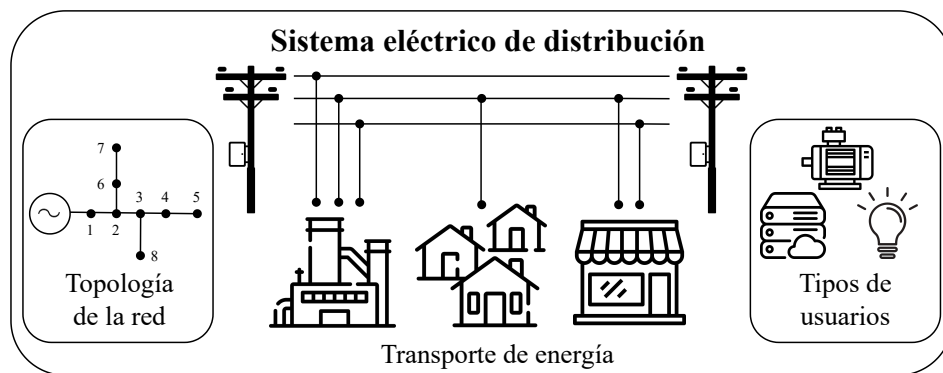 Sistema eléctrico de distribución
7
6
3
4
5
1
2
8
Topología
de la red
Transporte de energía
Tipos de
usuarios